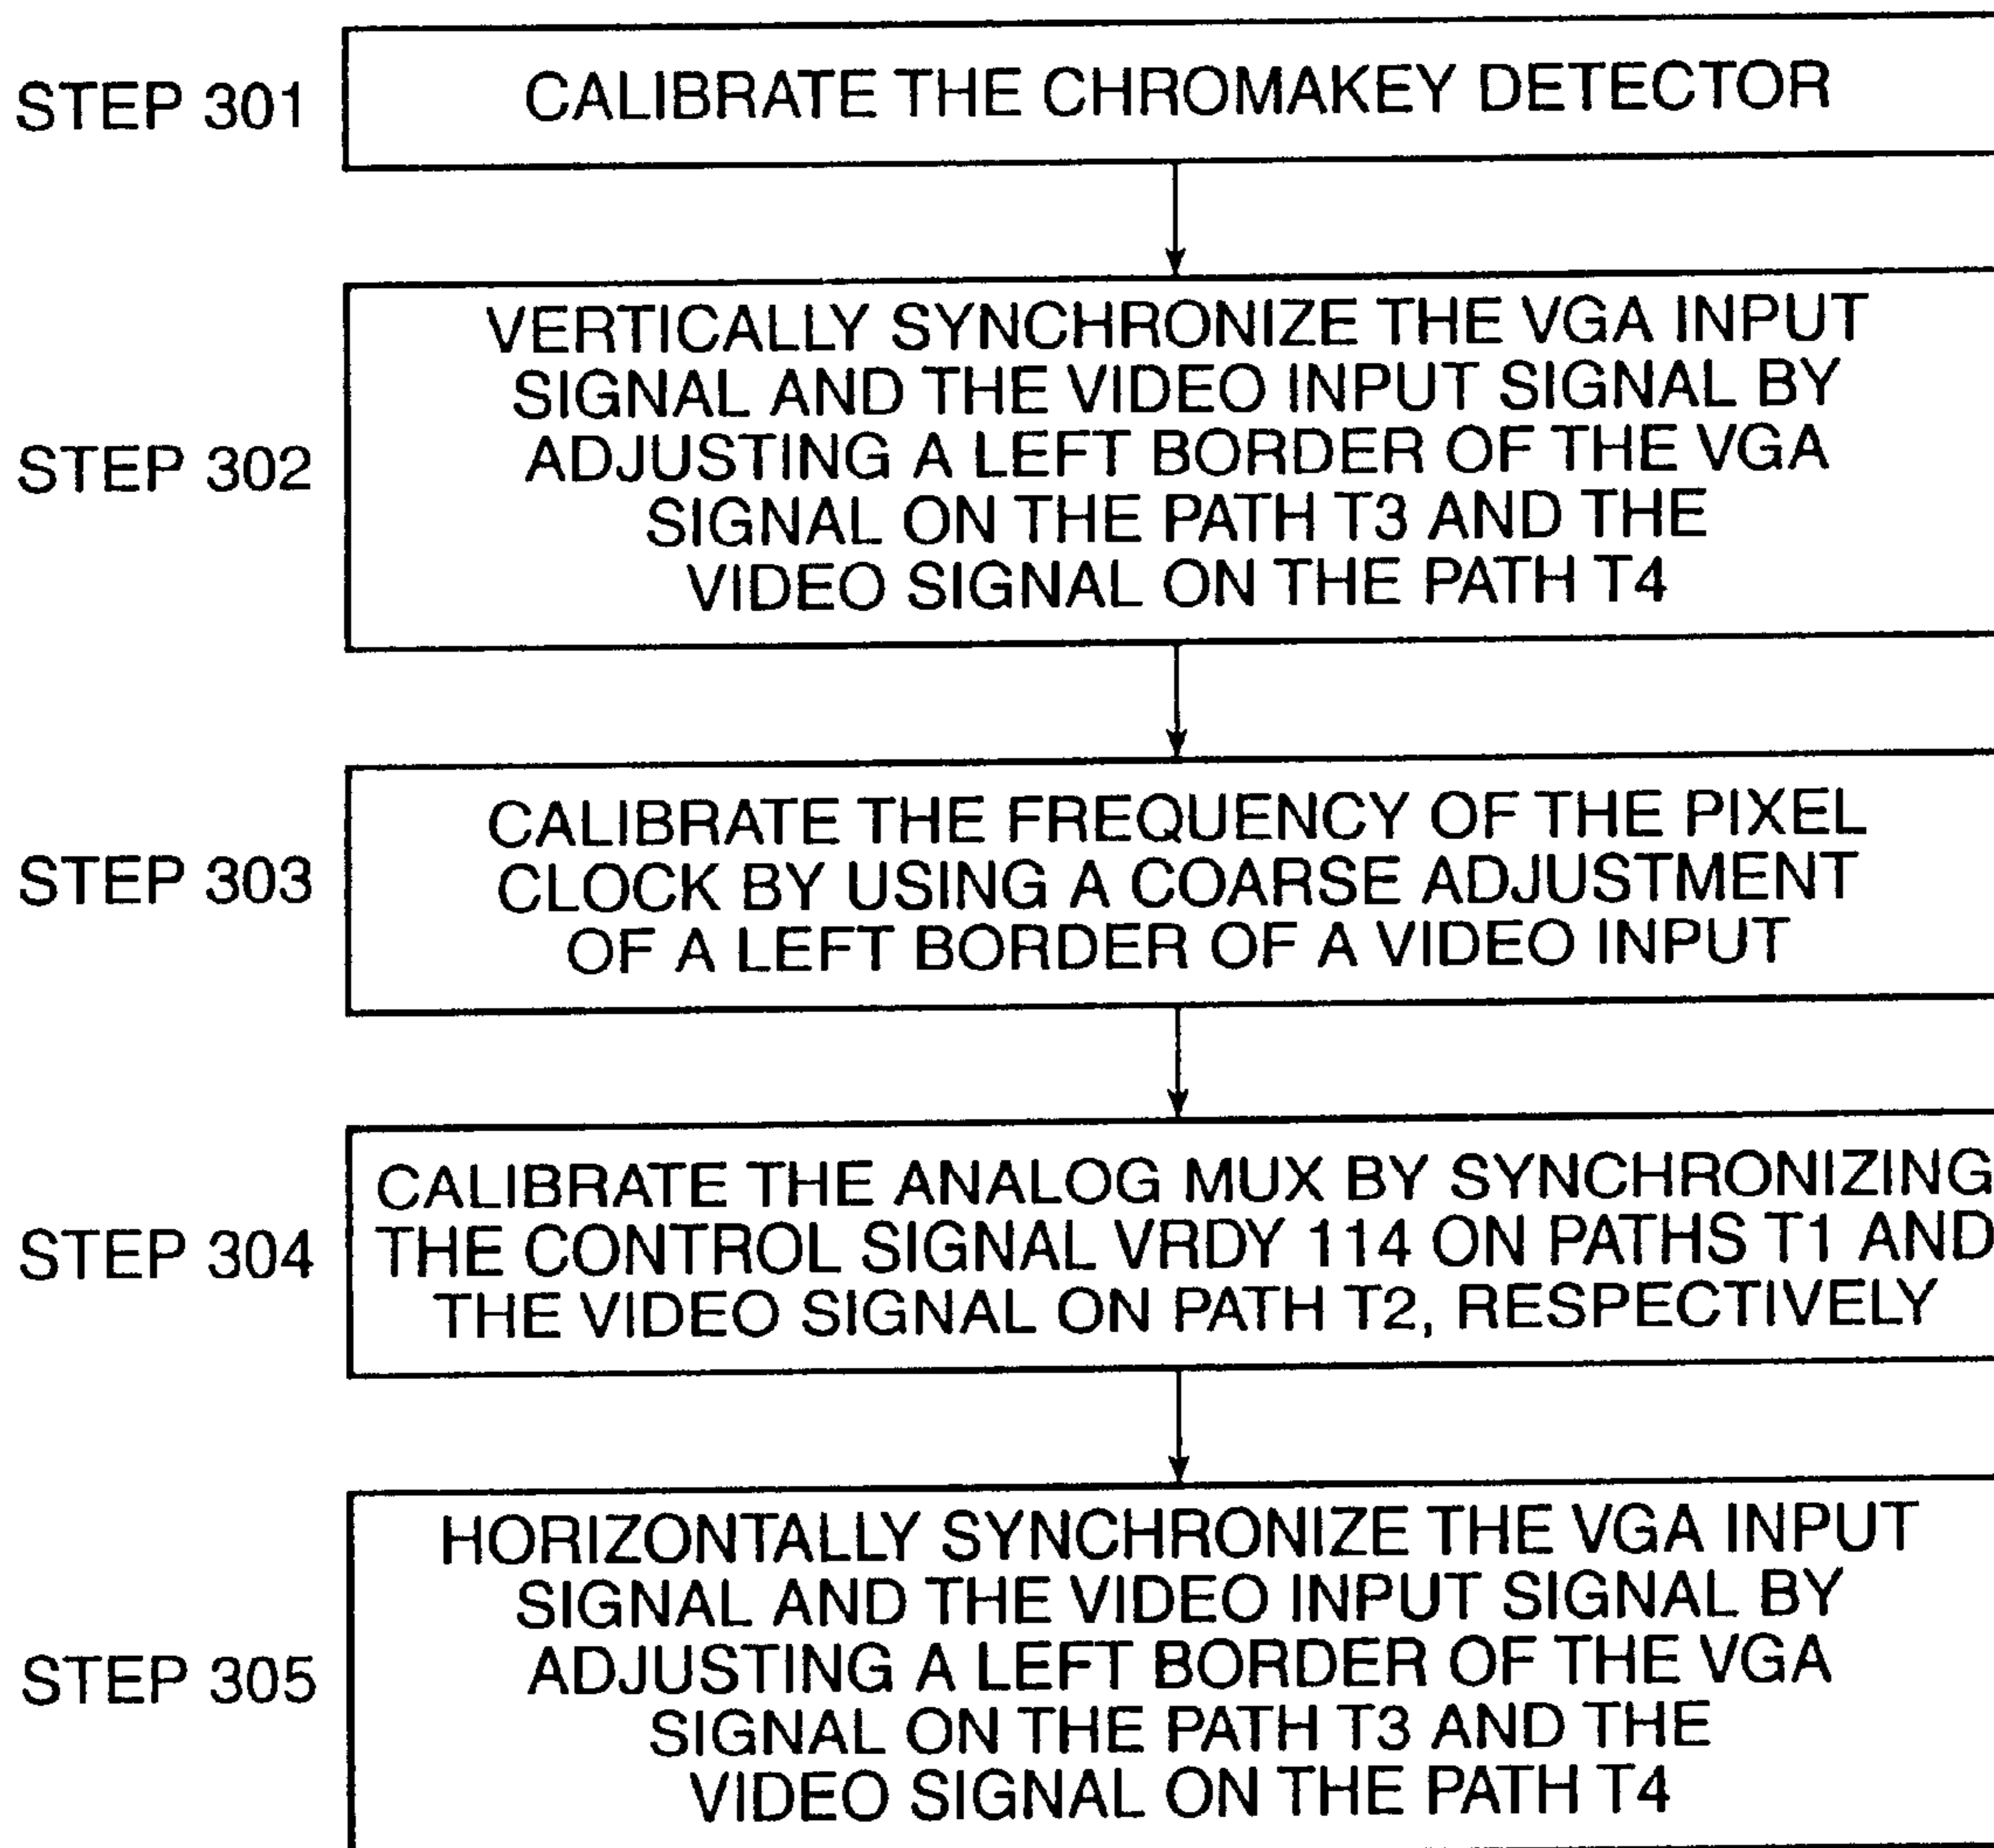 STEP 301
CALIBRATE THE CHROMAKEY DETECTOR
STEP 302
VERTICALLY SYNCHRONIZE THE VGA INPUT
SIGNAL AND THE VIDEO INPUT SIGNAL BY
ADJUSTING A LEFT BORDER OF THE VGA
SIGNAL ON THE PATH T3 AND THE
VIDEO SIGNAL ON THE PATH T4
STEP 303
CALIBRATE THE FREQUENCY OF THE PIXEL
CLOCK BY USING A COARSE ADJUSTMENT
OF A LEFT BORDER OF A VIDEO INPUT
STEP 304
CALIBRATE THE ANALOG MUX BY SYNCHRONIZING
THE CONTROL SIGNAL VRDY 114 ON PATHS T1 AND
THE VIDEO SIGNAL ON PATH T2, RESPECTIVELY
STEP 305
HORIZONTALLY SYNCHRONIZE THE VGA INPUT
SIGNAL AND THE VIDEO INPUT SIGNAL BY
ADJUSTING A LEFT BORDER OF THE VGA
SIGNAL ON THE PATH T3 AND THE
VIDEO SIGNAL ON THE PATH T4